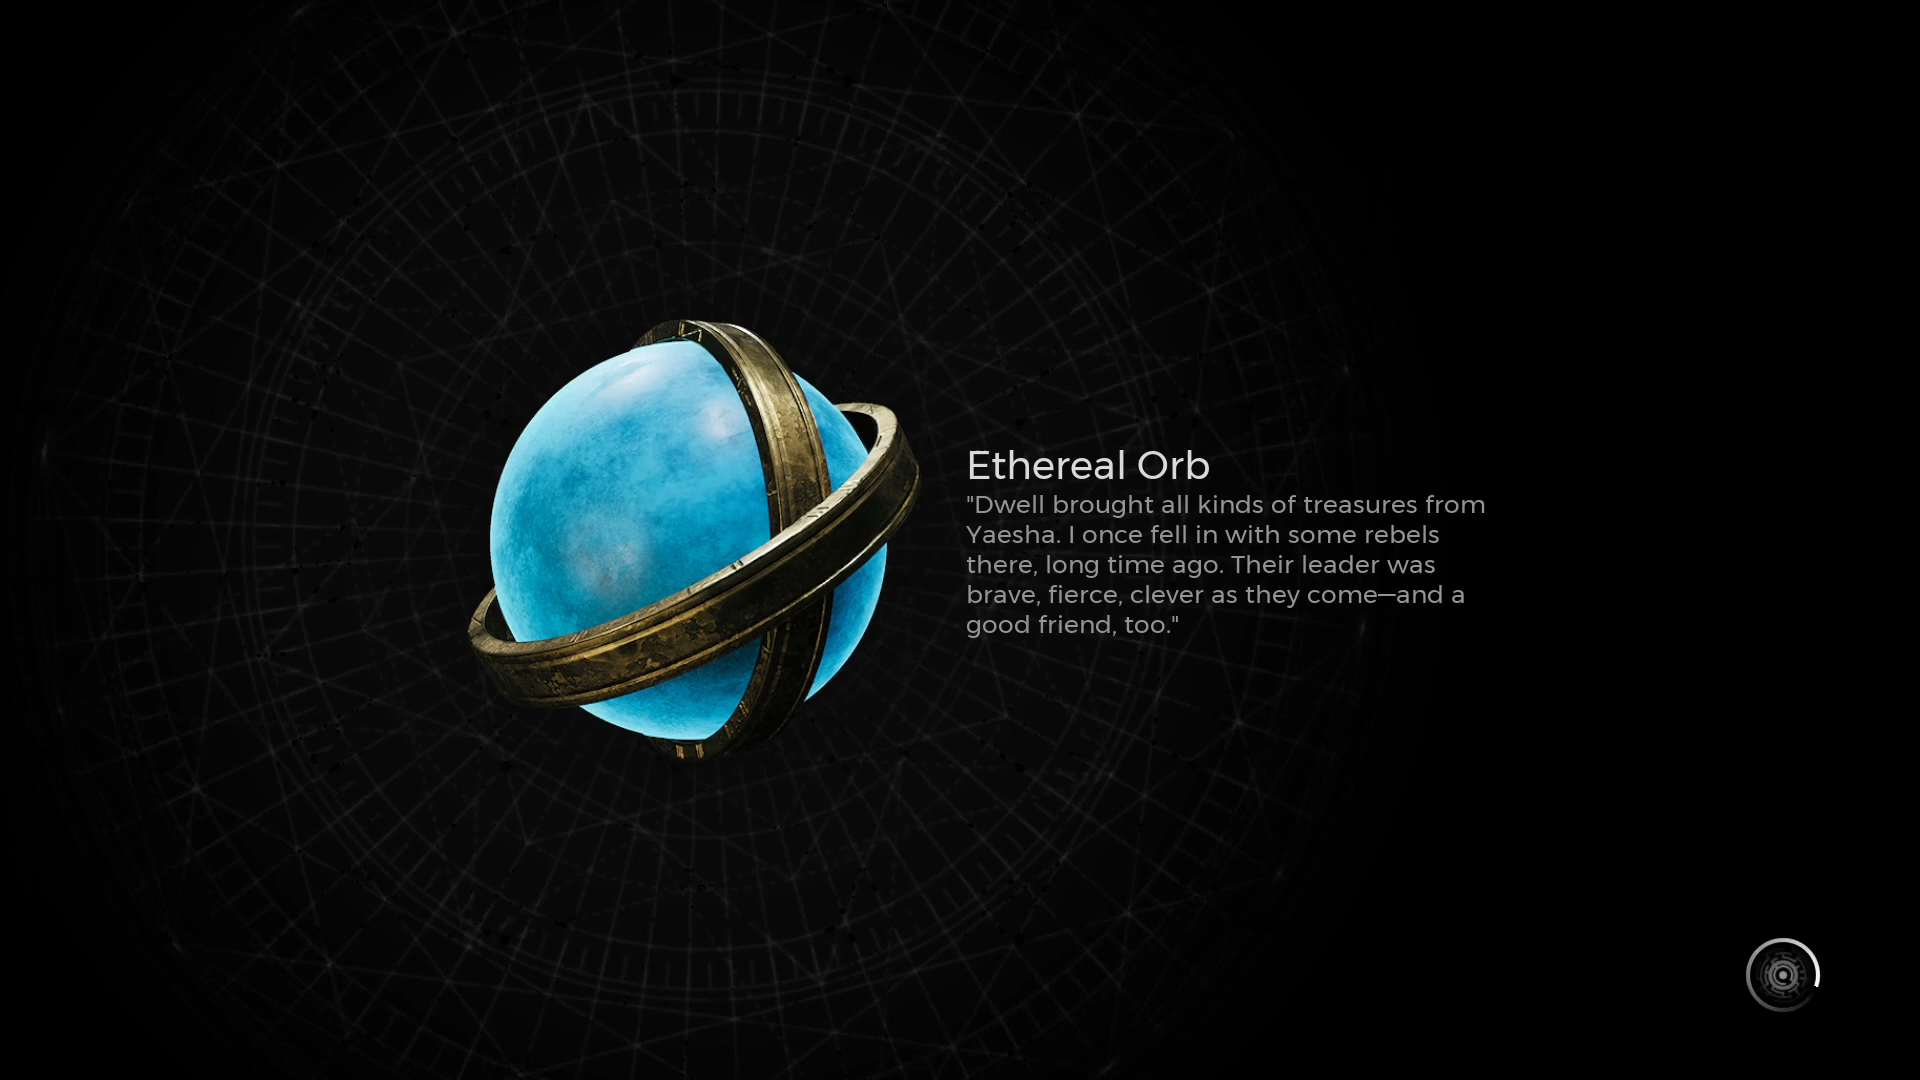 Ethereal Orb
"Dwell brought all kinds of treasures from
Yaesha. I once fell in with some rebels
there, long time ago. Their leader was
brave, fierce, clever as they come—and a
good friend, too."